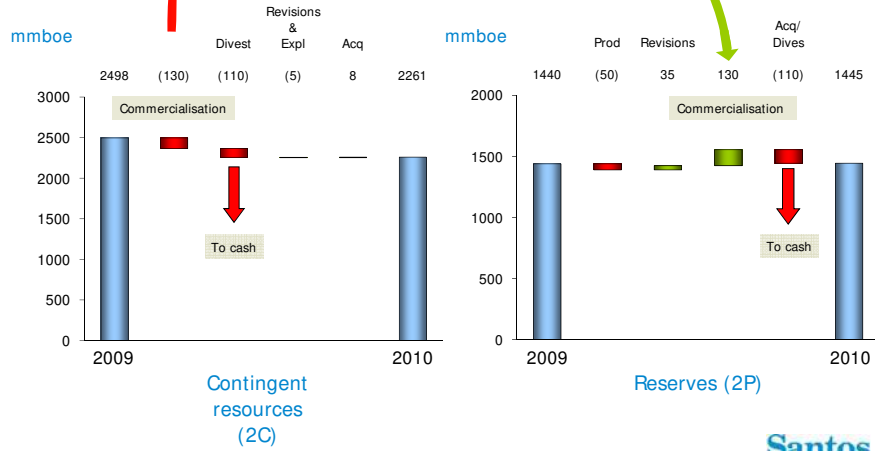 mmboe
Divest
Revisions
&
Expl
Acq
2498 (130) (110) (5) 8 2261
Commercialisation
3000
2500
2000
1500
1000
500
0
To cash
2009 2010
Contingent
resources
(2C)
mmboe
Prod Revisions
Acq/
Dives
1440 (50) 35 130 (110) 1445
Commercialisation
2000
1500
1000
500
0
To cash
2009 2010
Reserves (2P)
Santos